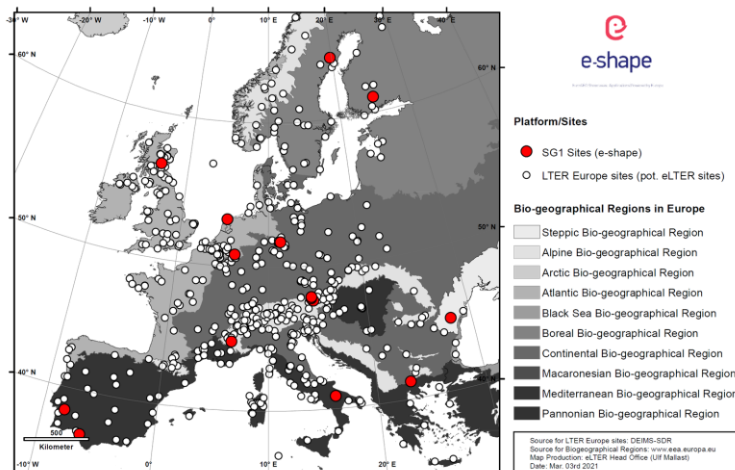 0°
10° E
20° E
30° E
40° E
60° N
60° N
50° N
50° N
40° N
-10° W
0°
10° E
20° E
30° E
500
Kilometer
e-shape
Platform/Sites
SG1 Sites (e-shape)
LTER Europe sites (pot. eLTER sites)
Bio-geographical Regions in Europe
Steppic Bio-geographical Region
Alpine Bio-geographical Region
Arctic Bio-geographical Region
Atlantic Bio-geographical Region
Black Sea Bio-geographical Region
Boreal Bio-geographical Region
Continental Bio-geographical Region
Macaronesian Bio-geographical Region
Mediterranean Bio-geographical Region
Pannonian Bio-geographical Region
Source for LTER Europe sites: DEIMS-SDR
Source for Biogeographical Regions: www.eea.europa.eu
Map Production: eLTER Head Office (Ulf Mallast)
Date: Mar. 03rd 2021